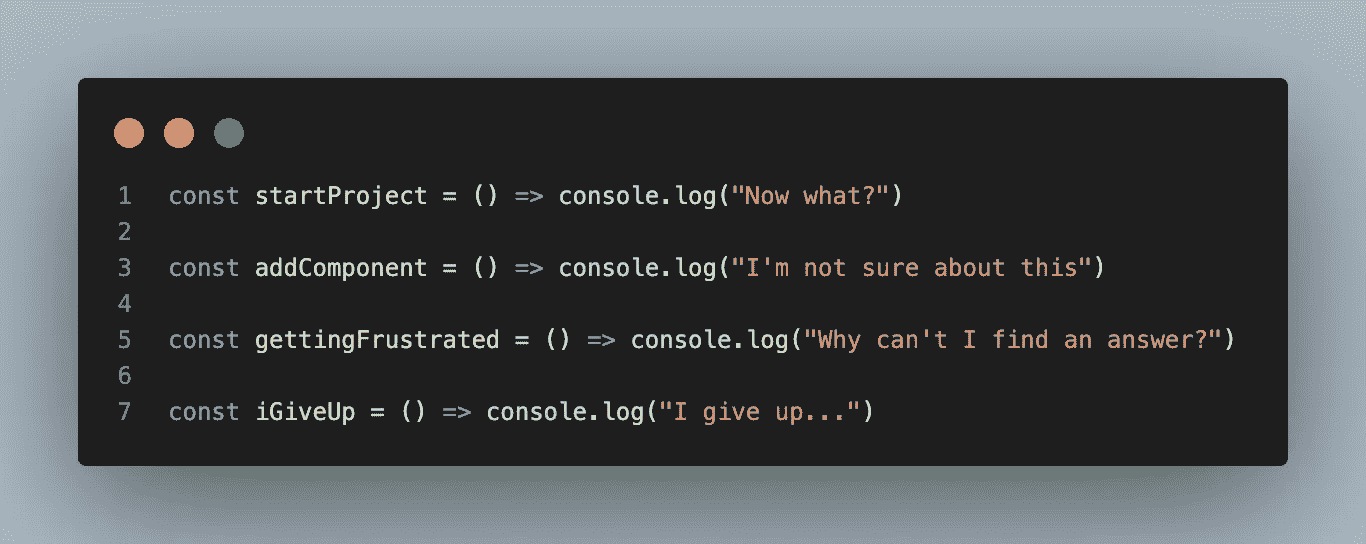 1 const startProject = () => console.log("Now what?")
2
3 const addComponent = () => console.log("I'm not sure about this")
4
5 const gettingFrustrated = () => console.log("Why can't I find an answer?")
6
7 const iGiveUp = () => console.log("I give up...")